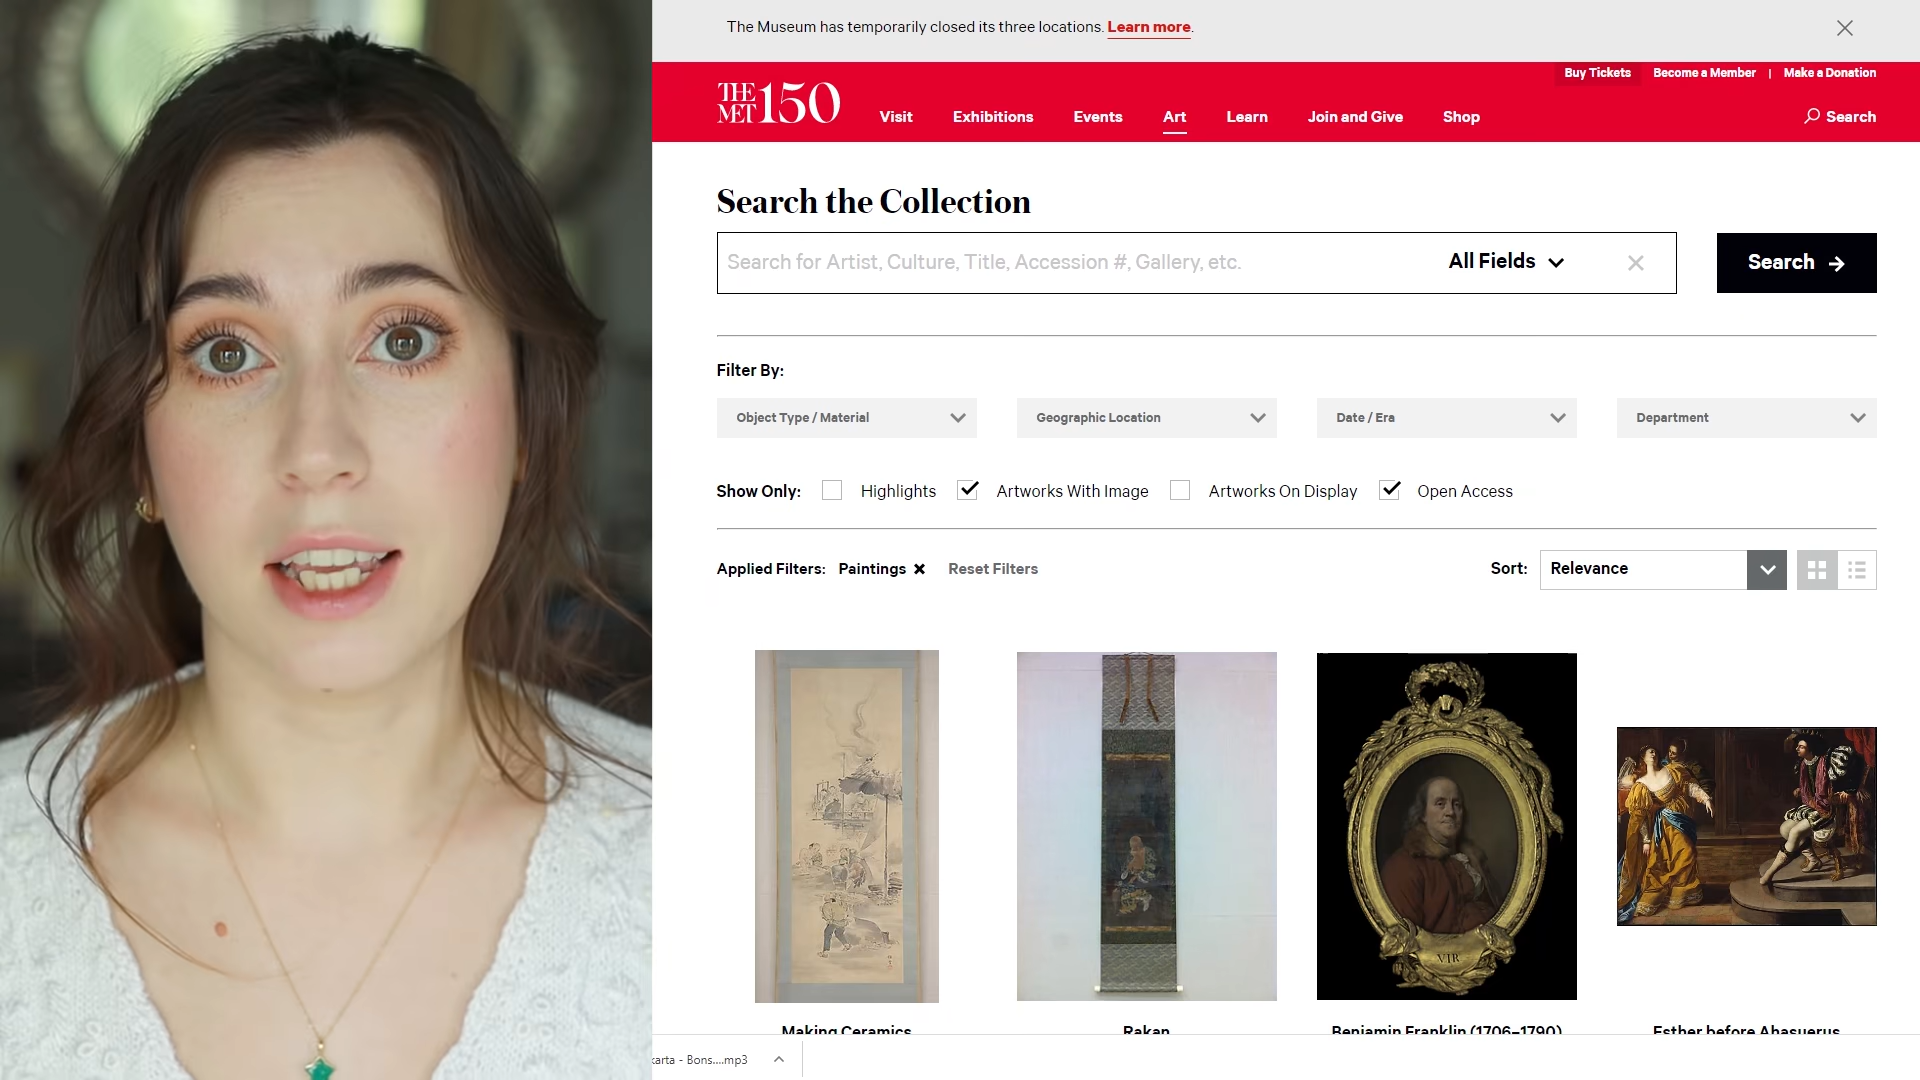 The Museum has temporarily closed its three locations. Learn more.
Buy Tickets Become a Member | Make a Donation
THE MET 150
Visit Exhibitions Events Art Learn Join and Give Shop Search
Search the Collection
Search for Artist, Culture, Title, Accession #, Gallery, etc. All Fields Search
Filter By:
Object Type / Material Geographic Location Date / Era Department
Show Only: Highlights Artworks With Image Artworks On Display Open Access
Applied Filters: Paintings Reset Filters Sort: Relevance
VIR
Making Ceramics Rakan Benjamin Franklin (1706–1790) Esther before Ahasuerus
karta - Bons....mp3